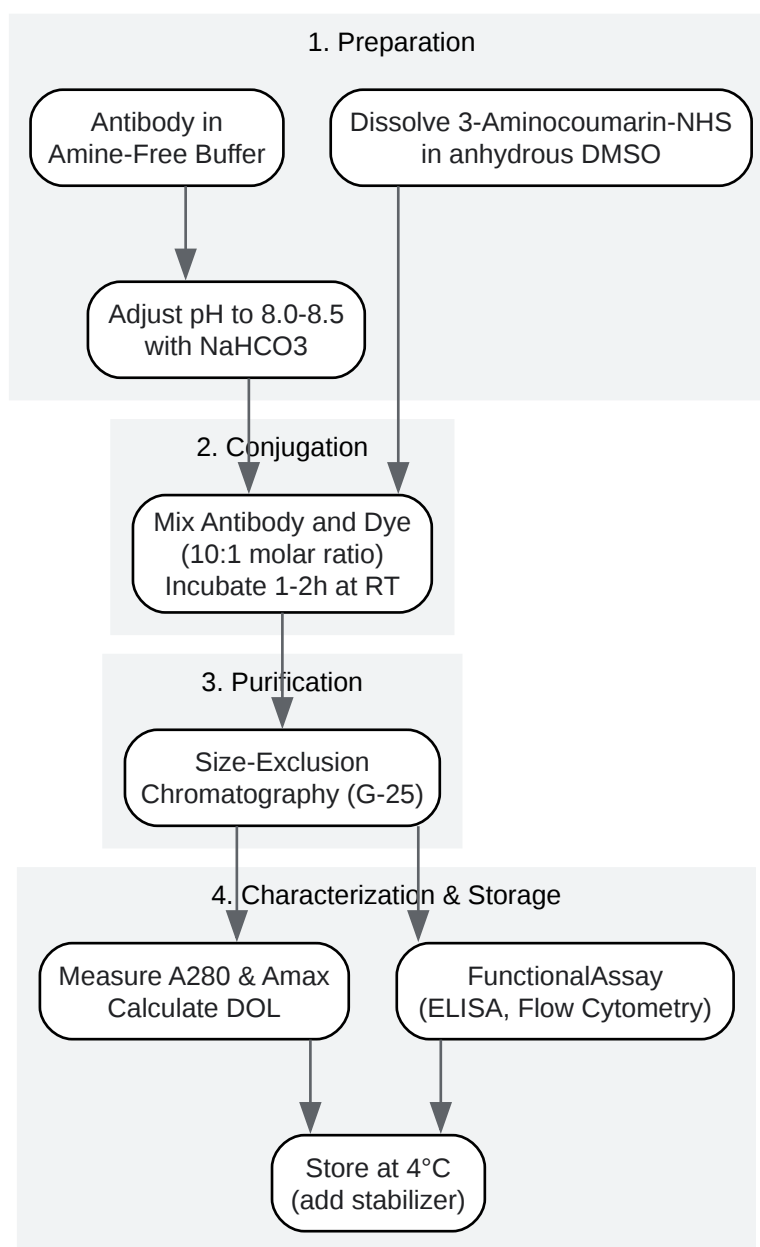 1. Preparation
Antibody in
Amine-Free Buffer
Dissolve 3-Aminocoumarin-NHS
in anhydrous DMSO
Adjust pH to 8.0-8.5
with NaHCO3
2. Conjugation
Mix Antibody and Dye
(10:1 molar ratio)
Incubate 1-2h at RT
3. Purification
Size-Exclusion
Chromatography (G-25)
4. Characterization & Storage
Measure A280 & Amax
Calculate DOL
FunctionalAssay
(ELISA, Flow Cytometry)
Store at 4°C
(add stabilizer)